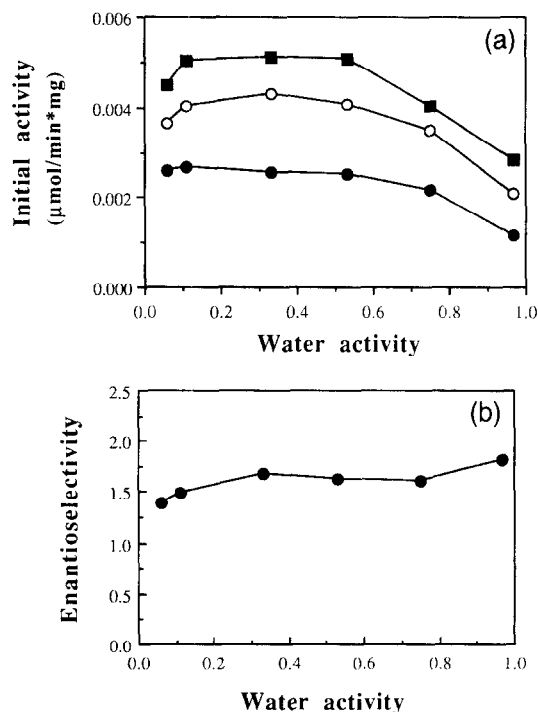 (a)
Initial activity
(μmol/min*mg)
0.006
0.004
0.002
0.000
0.0 0.2 0.4 0.6 0.8 1.0
Water activity
(b)
Enantioselectivity
2.5
2.0
1.5
1.0
0.5
0.0
0.0 0.2 0.4 0.6 0.8 1.0
Water activity